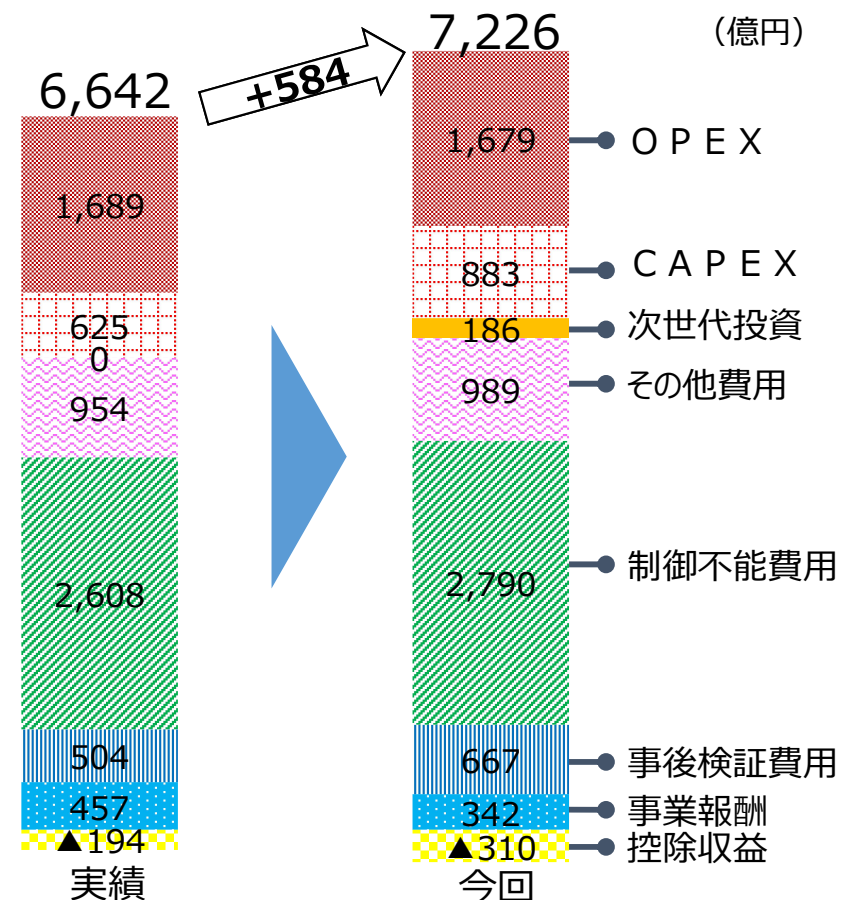 （億円）
6,642
+584
7,226
1,689
625
0
954
2,608
504
457
▲194
実績
1,679
883
186
989
2,790
667
342
▲310
今回
ＯＰＥＸ
ＣＡＰＥＸ
次世代投資
その他費用
制御不能費用
事後検証費用
事業報酬
控除収益